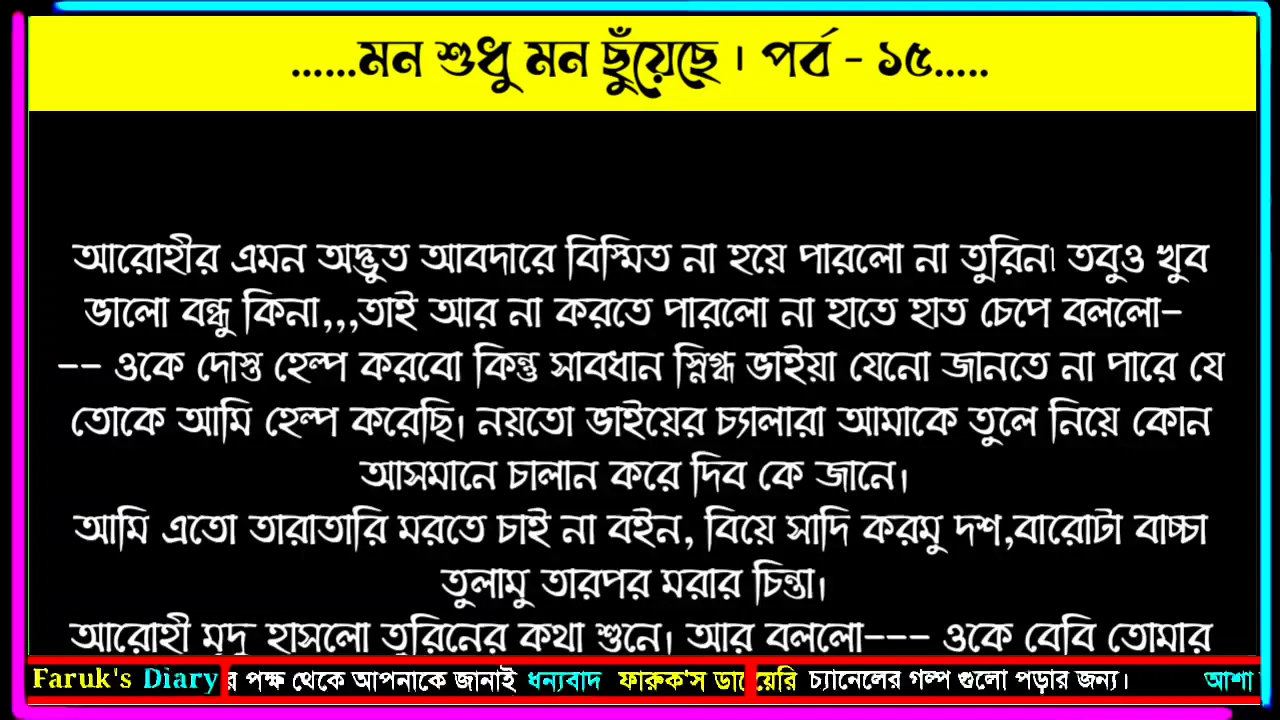 ......মন শুধু মন ছুঁয়েছে । পর্ব - ১৫.....
আরোহীর এমন অদ্ভুত আবদারে বিস্মিত না হয়ে পারলো না তুরিন৷ তবুও খুব
ভালো বন্ধু কিনা,,,তাই আর না করতে পারলো না হাতে হাত চেপে বললো-
-- ওকে দোস্ত হেল্প করবো কিন্তু সাবধান স্নিগ্ধ ভাইয়া যেনো জানতে না পারে যে
তোকে আমি হেল্প করেছি। নয়তো ভাইয়ের চ্যালারা আমাকে তুলে নিয়ে কোন
আসমানে চালান করে দিব কে জানে।
আমি এতো তারাতারি মরতে চাই না বইন, বিয়ে সাদি করমু দশ,বারোটা বাচ্চা
তুলামু তারপর মরার চিন্তা।
আরোহী মৃদু হাসলো তুরিনের কথা শুনে। আর বললো--- ওকে বেবি তোমার
Faruk's Diary র পক্ষ থেকে আপনাকে জানাই ধন্যবাদ ফারুক'স ডায়েরি চ্যানেলের গল্প গুলো পড়ার জন্য। আশা